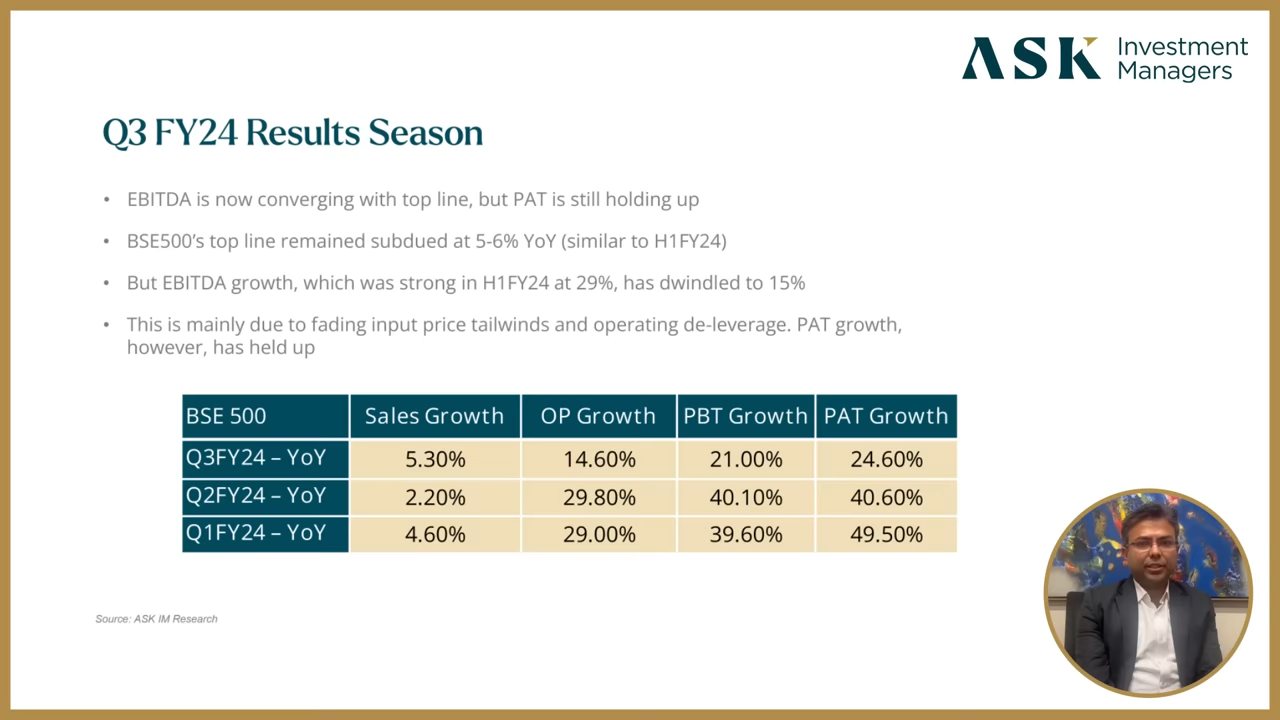 ASK Investment
Managers
Q3 FY24 Results Season
• EBITDA is now converging with top line, but PAT is still holding up
• BSE500’s top line remained subdued at 5-6% YoY (similar to H1FY24)
• But EBITDA growth, which was strong in H1FY24 at 29%, has dwindled to 15%
• This is mainly due to fading input price tailwinds and operating de-leverage. PAT growth,
however, has held up
BSE 500 Sales Growth OP Growth PBT Growth PAT Growth
Q3FY24 – YoY 5.30% 14.60% 21.00% 24.60%
Q2FY24 – YoY 2.20% 29.80% 40.10% 40.60%
Q1FY24 – YoY 4.60% 29.00% 39.60% 49.50%
Source: ASK IM Research